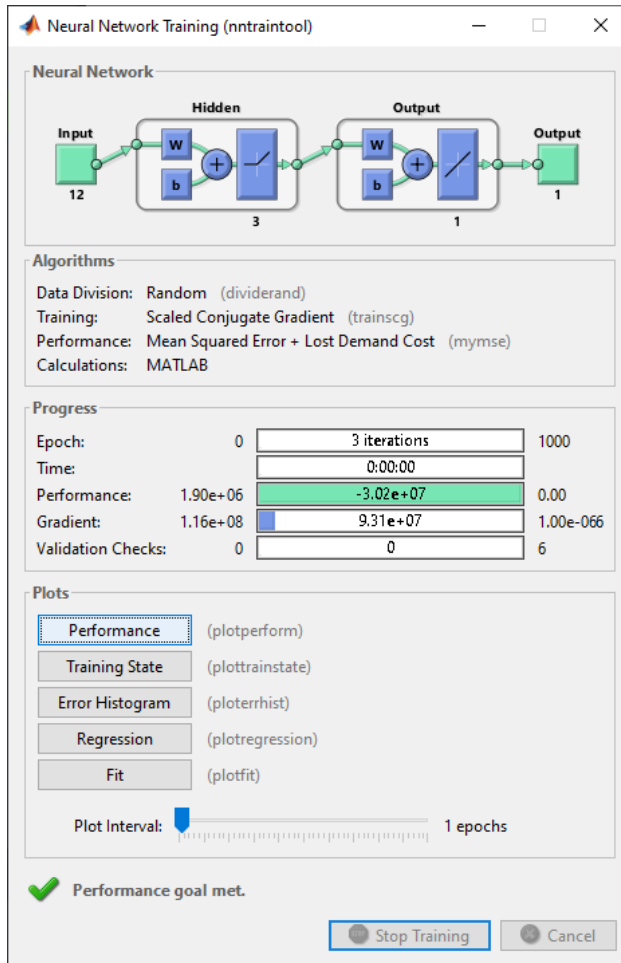 Neural Network Training (nntraintool)
Neural Network
Hidden
Output
Input
W
b
+
W
b
+
Output
12
3
1
1
Algorithms
Data Division: Random (dividerand)
Training: Scaled Conjugate Gradient (trainscg)
Performance: Mean Squared Error + Lost Demand Cost (mymse)
Calculations: MATLAB
Progress
Epoch: 0 3 iterations 1000
Time: 0:00:00
Performance: 1.90e+06 -3.02e+07 0.00
Gradient: 1.16e+08 9.31e+07 1.00e-066
Validation Checks: 0 0 6
Plots
Performance (plotperform)
Training State (plottrainstate)
Error Histogram (ploterrhist)
Regression (plotregression)
Fit (plotfit)
Plot Interval: 1 epochs
Performance goal met.
Stop Training Cancel